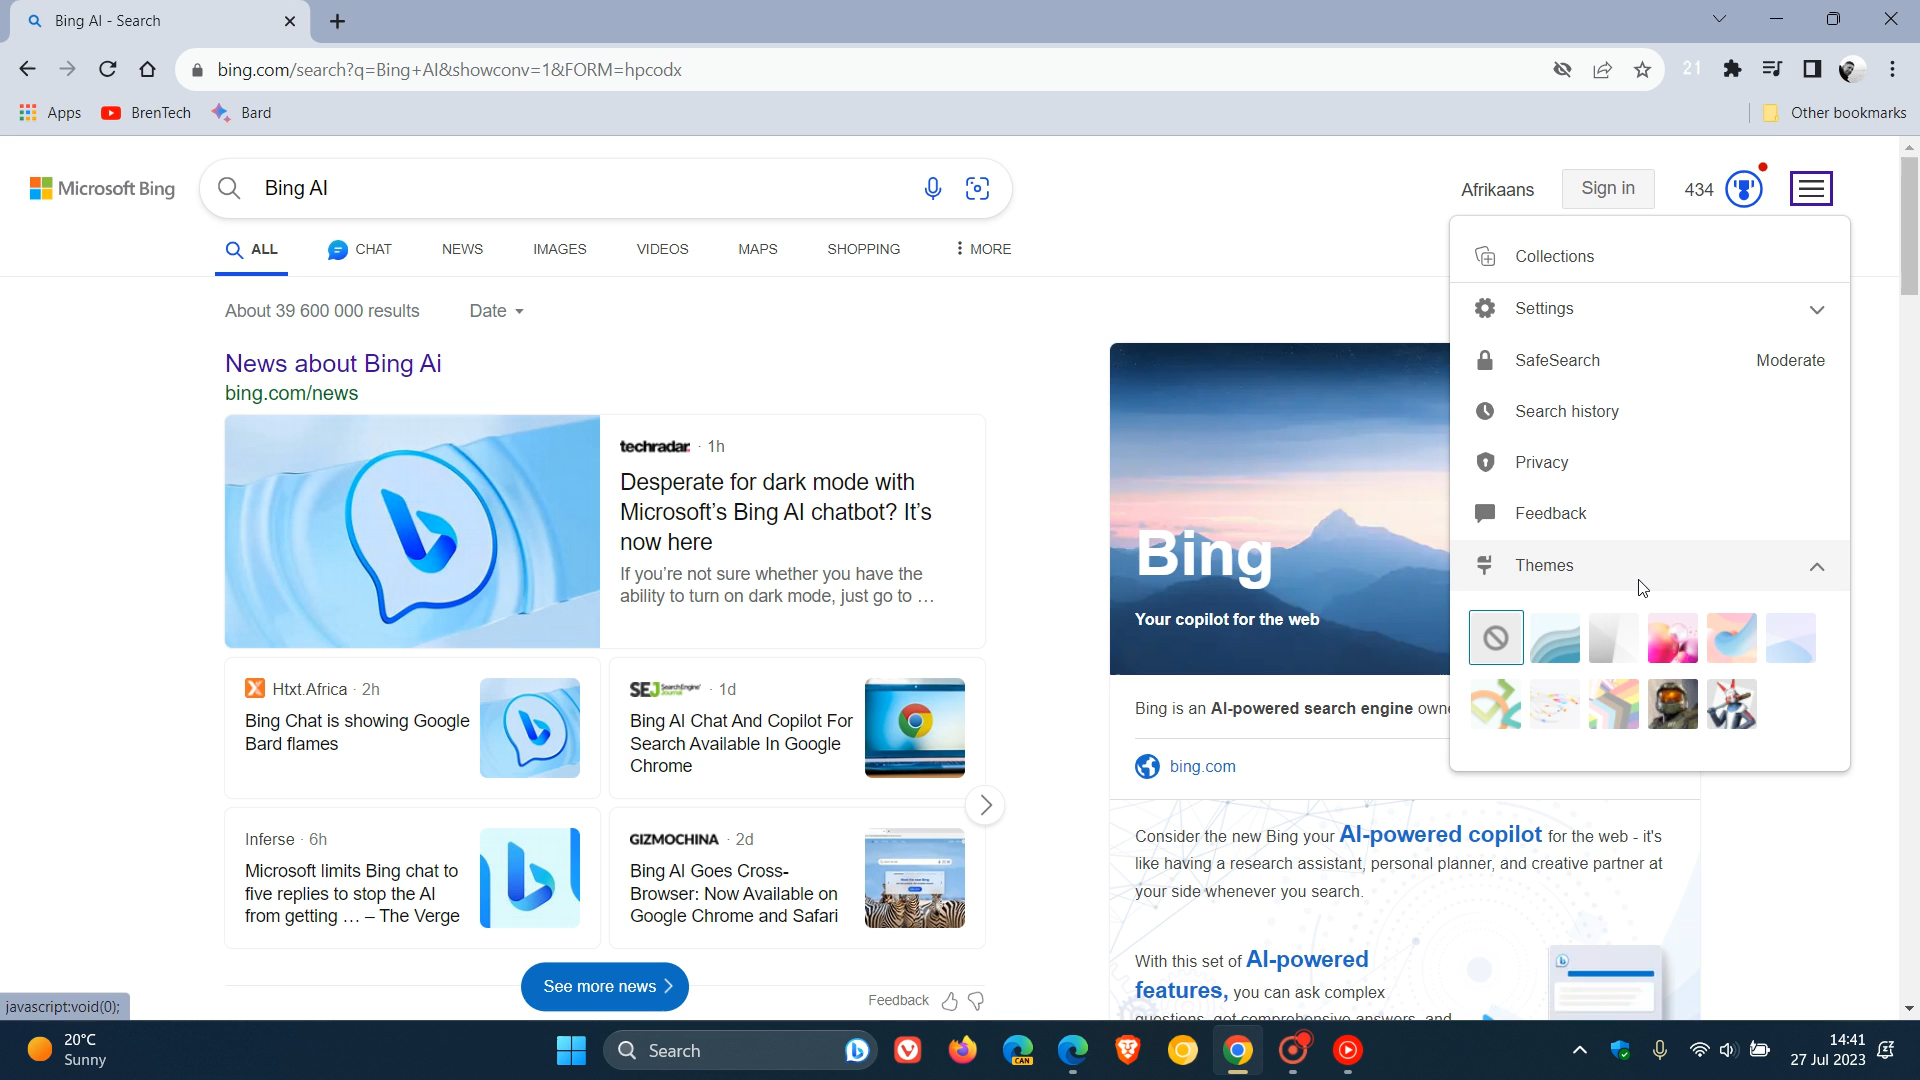 Bing AI - Search
bing.com/search?q=Bing+AI&showconv=1&FORM=hpcodx
21
Apps
BrenTech
Bard
Other bookmarks
Microsoft Bing
Bing AI
Afrikaans
Sign in
434
ALL
CHAT
NEWS
IMAGES
VIDEOS
MAPS
SHOPPING
MORE
About 39 600 000 results
Date
News about Bing Ai
bing.com/news
techradar. · 1h
Desperate for dark mode with
Microsoft's Bing AI chatbot? It's
now here
If you're not sure whether you have the
ability to turn on dark mode, just go to …
Htxt.Africa · 2h
Bing Chat is showing Google
Bard flames
SEJ Search Engine Journal · 1d
Bing AI Chat And Copilot For
Search Available In Google
Chrome
Inferse · 6h
Microsoft limits Bing chat to
five replies to stop the AI
from getting … – The Verge
GIZMOCHINA · 2d
Bing AI Goes Cross-
Browser: Now Available on
Google Chrome and Safari
See more news
Feedback
Bing
Your copilot for the web
Bing is an AI-powered search engine own
bing.com
Consider the new Bing your AI-powered copilot for the web - it's
like having a research assistant, personal planner, and creative partner at
your side whenever you search.
With this set of AI-powered
features, you can ask complex
questions, get comprehensive answers, and
Collections
Settings
SafeSearch
Moderate
Search history
Privacy
Feedback
Themes
javascript:void(0);
20°C
Sunny
Search
CAN
14:41
27 Jul 2023